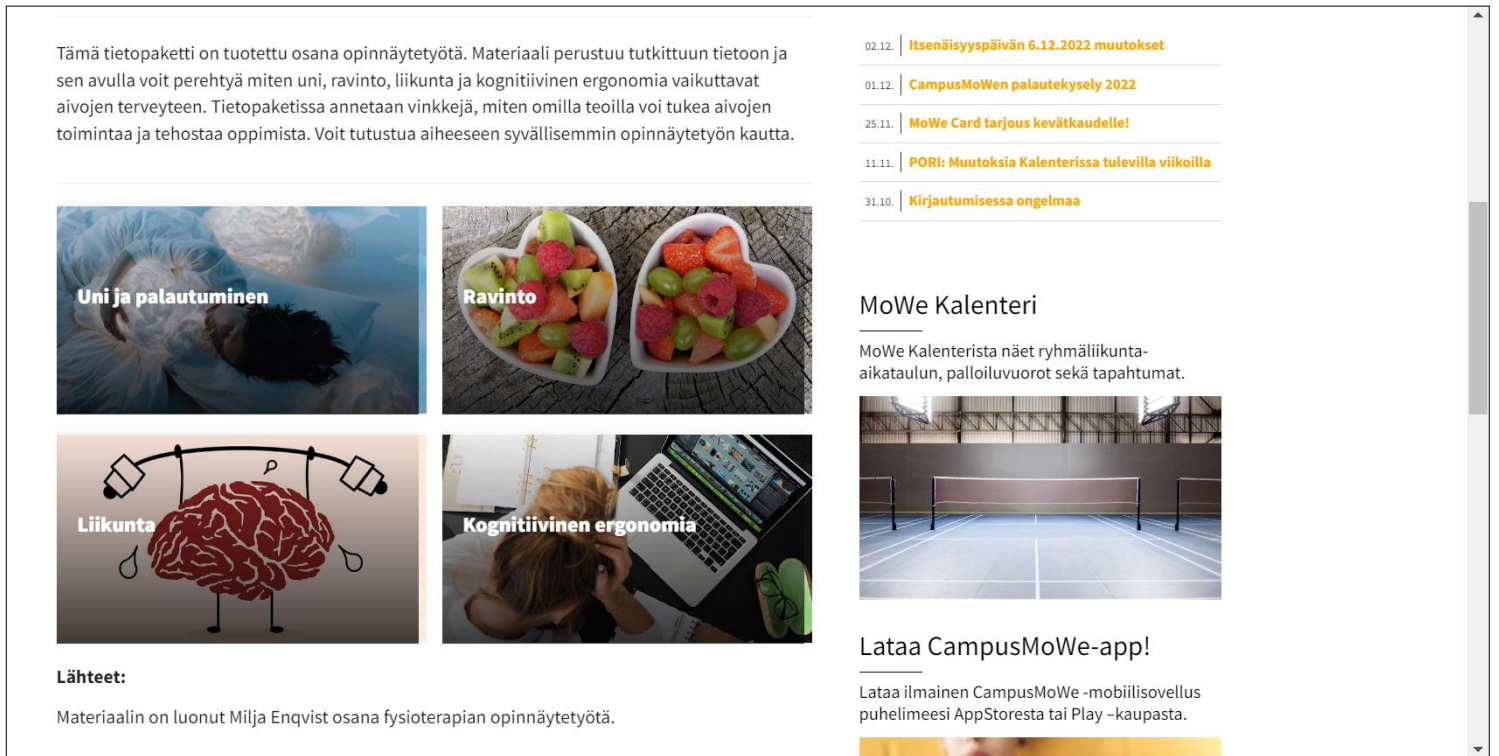 Tämä tietopaketti on tuotettu osana opinnäytetyötä. Materiaali perustuu tutkittuun tietoon ja
sen avulla voit perehtyä miten uni, ravinto, liikunta ja kognitiivinen ergonomia vaikuttavat
aivojen terveyteen. Tietopaketissa annetaan vinkkejä, miten omilla teoilla voi tukea aivojen
toimintaa ja tehostaa oppimista. Voit tutustua aiheeseen syvällisemmin opinnäytetyön kautta.
Uni ja palautuminen
Ravinto
Liikunta
Kognitiivinen ergonomia
Lähteet:
Materiaalin on luonut Milja Enqvist osana fysioterapian opinnäytetyötä.
02.12. Itsenäisyyspäivän 6.12.2022 muutokset
01.12. CampusMoWen palautekysely 2022
25.11. MoWe Card tarjous kevätkaudelle!
11.11. PORI: Muutoksia Kalenterissa tulevilla viikoilla
31.10. Kirjautumisessa ongelmaa
MoWe Kalenteri
MoWe Kalenterista näet ryhmäliikunta-
aikataulun, palloiluvuorot sekä tapahtumat.
Lataa CampusMoWe-app!
Lataa ilmainen CampusMoWe -mobiilisovellus
puhelimeesi AppStoresta tai Play –kaupasta.